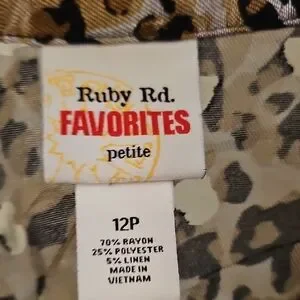 Ruby Rd.
FAVORITES
petite
12P
70% RAYON
25% POLYESTER
5% LINEN
MADE IN
VIETNAM